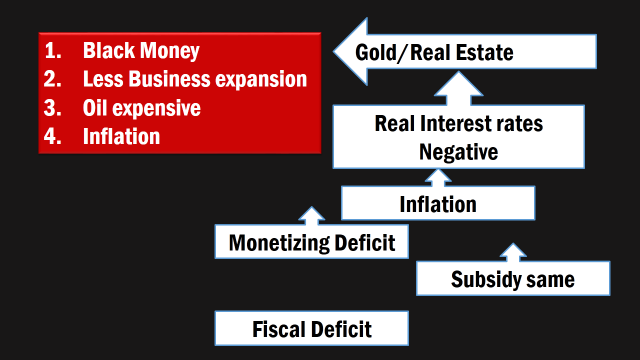 1. Black Money
2. Less Business expansion
3. Oil expensive
4. Inflation
Gold/Real Estate
Real Interest rates
Negative
Inflation
Monetizing Deficit
Subsidy same
Fiscal Deficit